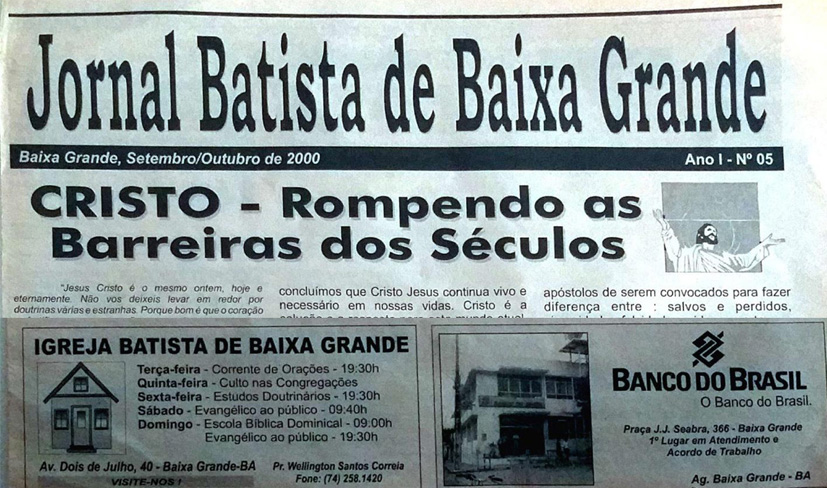 Jornal Batista de Baixa Grande
Baixa Grande, Setembro/Outubro de 2000 Ano I - Nº 05
CRISTO - Rompendo as
Barreiras dos Séculos
"Jesus Cristo é o mesmo ontem, hoje e
eternamente. Não vos deixeis levar em redor por
doutrinas várias e estranhas. Porque bom é que o coração
concluímos que Cristo Jesus continua vivo e
necessário em nossas vidas. Cristo é a
apóstolos de serem convocados para fazer
diferença entre : salvos e perdidos,
IGREJA BATISTA DE BAIXA GRANDE
Terça-feira - Corrente de Orações - 19:30h
Quinta-feira - Culto nas Congregações
Sexta-feira - Estudos Doutrinários - 19:30h
Sábado - Evangélico ao público - 09:40h
Domingo - Escola Bíblica Dominical - 09:00h
Evangélico ao público - 19:30h
Av. Dois de Julho, 40 - Baixa Grande-BA
Pr. Wellington Santos Correia
Fone: (74) 258.1420
VISITE-NOS !
BANCO DO BRASIL
O Banco do Brasil.
Praça J.J. Seabra, 366 - Baixa Grande
1º Lugar em Atendimento e
Acordo de Trabalho
Ag. Baixa Grande - BA